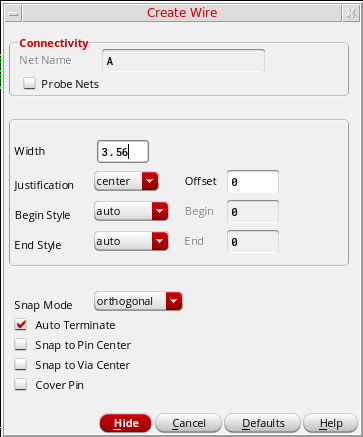 Create Wire
Connectivity
Net Name A
Probe Nets
Width 3.56
Justification center Offset 0
Begin Style auto Begin 0
End Style auto End 0
Snap Mode orthogonal
Auto Terminate
Snap to Pin Center
Snap to Via Center
Cover Pin
Hide Cancel Defaults Help